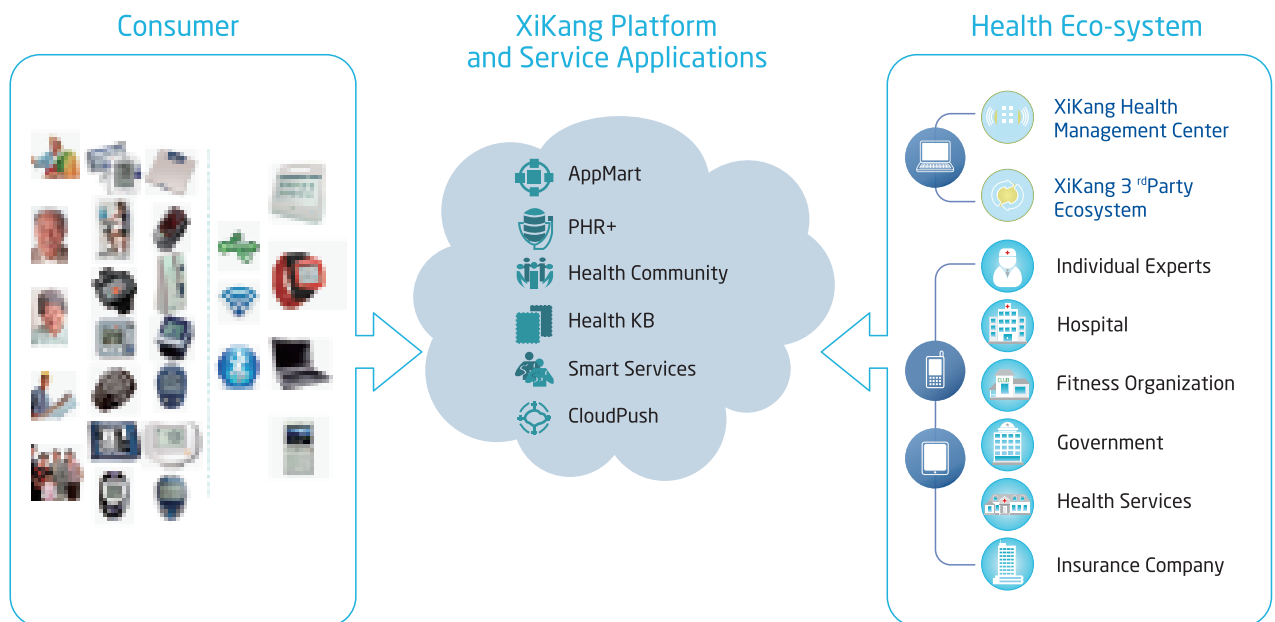 Consumer
XiKang Platform
and Service Applications
Health Eco-system
AppMart
PHR+
Health Community
Health KB
Smart Services
CloudPush
XiKang Health
Management Center
XiKang 3 rdParty
Ecosystem
Individual Experts
Hospital
CLUB
Fitness Organization
Government
Health Services
Insurance Company